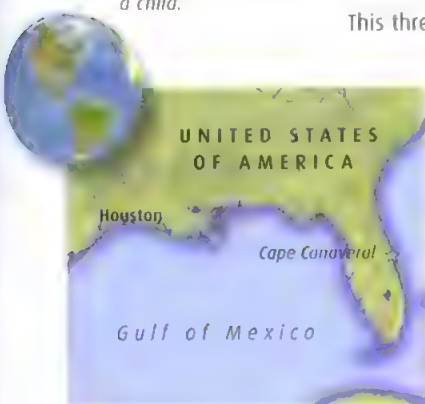 a child.
This thre
UNITED STATES
OF AMERICA
Houston
Cape Canaveral
Gulf of Mexico